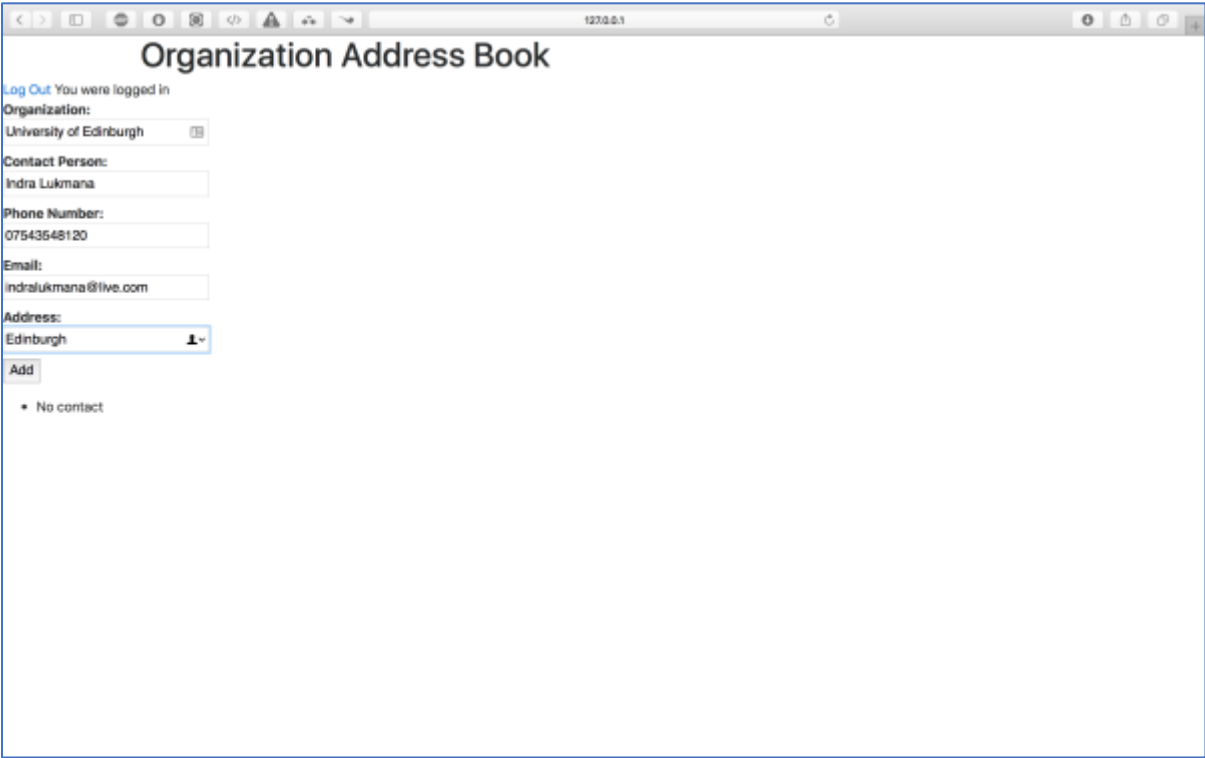 127.0.0.1
Organization Address Book
Log Out You were logged in
Organization:
University of Edinburgh
Contact Person:
Indra Lukmana
Phone Number:
07543548120
Email:
indralukmana@live.com
Address:
Edinburgh
Add
• No contact